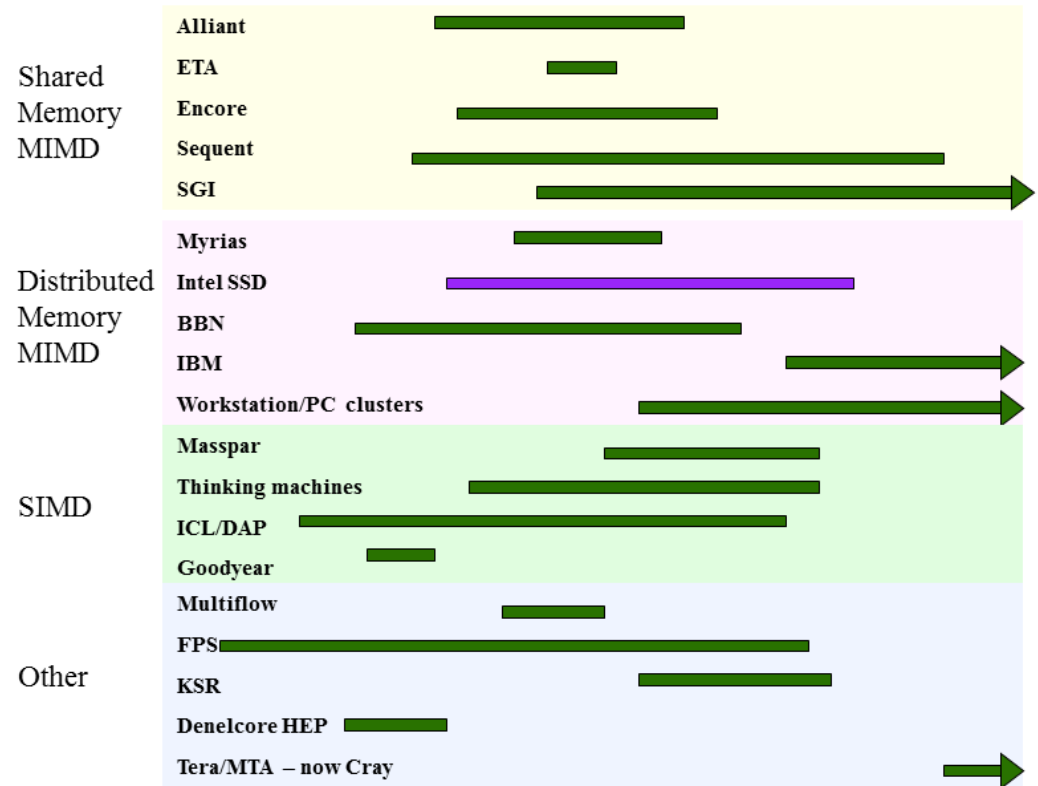 Shared
Memory
MIMD
Alliant
ETA
Encore
Sequent
SGI
Distributed
Memory
MIMD
Myrias
Intel SSD
BBN
IBM
Workstation/PC clusters
SIMD
Masspar
Thinking machines
ICL/DAP
Goodyear
Other
Multiflow
FPS
KSR
Denelcore HEP
Tera/MTA – now Cray